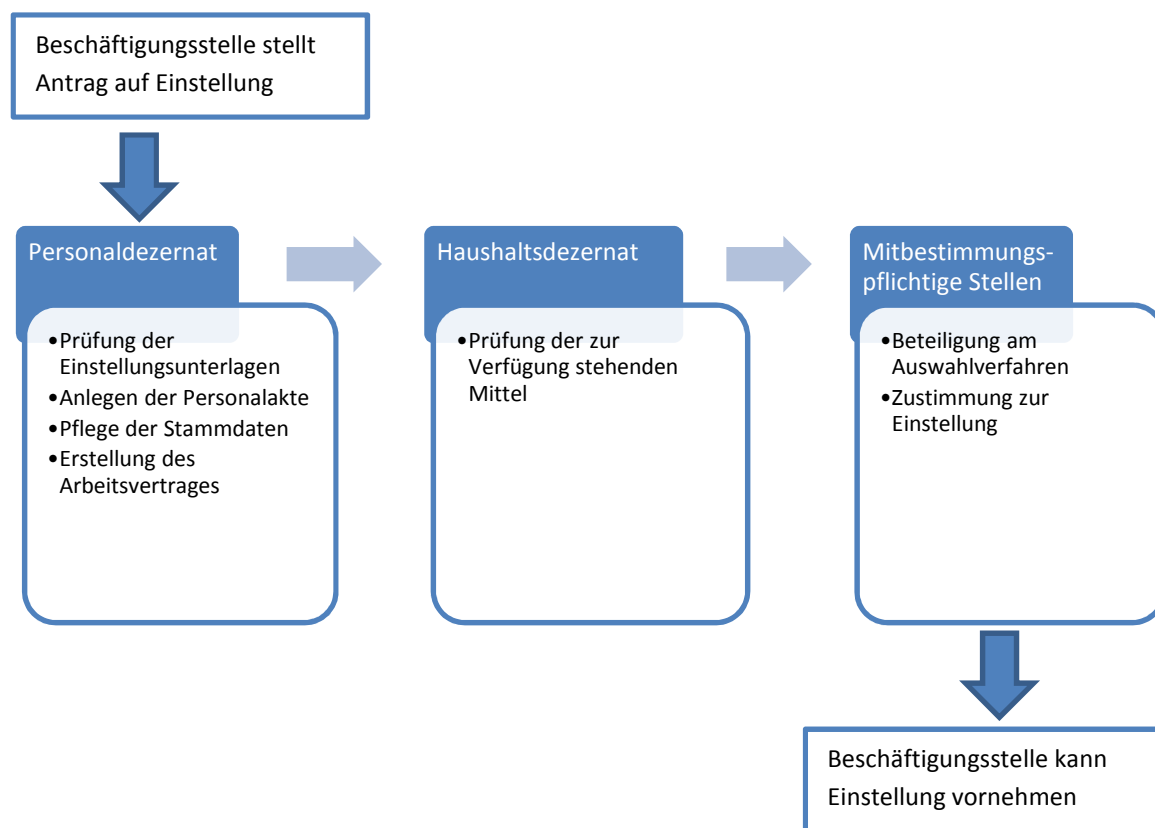 Beschäftigungsstelle stellt
Antrag auf Einstellung
Personaldezernat
•Prüfung der
Einstellungsunterlagen
•Anlegen der Personalakte
•Pflege der Stammdaten
•Erstellung des
Arbeitsvertrages
Haushaltsdezernat
•Prüfung der zur
Verfügung stehenden
Mittel
Mitbestimmungs-
pflichtige Stellen
•Beteiligung am
Auswahlverfahren
•Zustimmung zur
Einstellung
Beschäftigungsstelle kann
Einstellung vornehmen